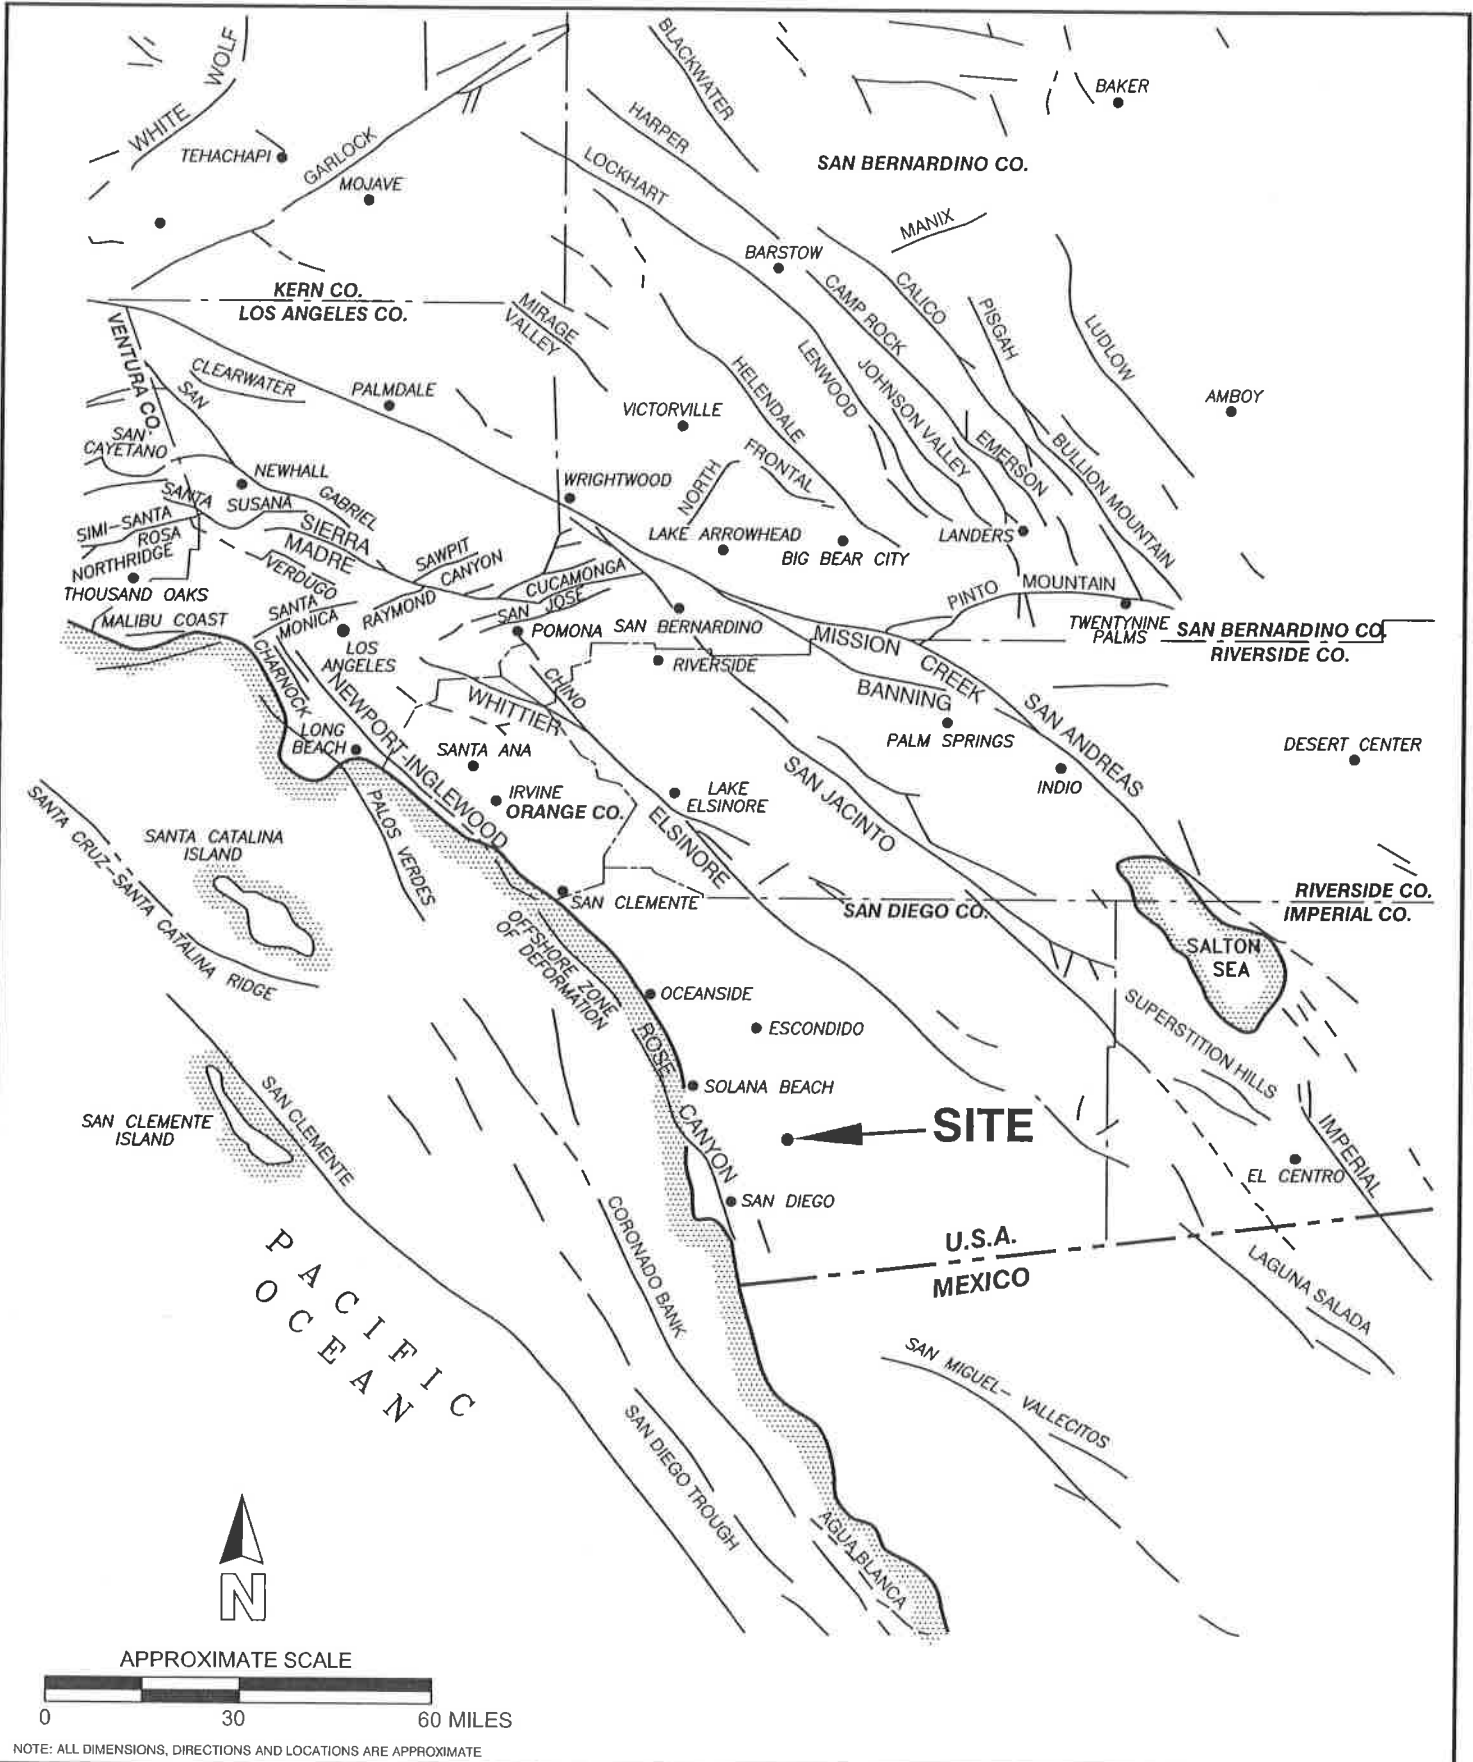 WHITE WOLF
BLACKWATER
BAKER
HARPER
TEHACHAPI
GARLOCK
LOCKHART
SAN BERNARDINO CO.
MOJAVE
MANIX
BARSTOW
KERN CO.
LOS ANGELES CO.
MIRAGE
VALLEY
CAMP ROCK
CALICO
PISGAH
LUDLOW
VENTURA CO.
CLEARWATER
SAN
PALMDALE
HELENDALE
LENWOOD
JOHNSON VALLEY
VICTORVILLE
AMBOY
SAN
CAYETANO
NEWHALL
FRONTAL
EMERSON
BULLION MOUNTAIN
WRIGHTWOOD
NORTH
SANTA
SUSANA
GABRIEL
SIMI-SANTA
ROSA
SIERRA
MADRE
LAKE ARROWHEAD
BIG BEAR CITY
LANDERS
NORTHRIDGE
VERDUGO
SAWPIT
CANYON
CUCAMONGA
THOUSAND OAKS
PINTO MOUNTAIN
MALIBU COAST
SANTA
MONICA
RAYMOND
SAN JOSE
POMONA
SAN BERNARDINO
TWENTYNINE
PALMS
SAN BERNARDINO CO.
RIVERSIDE CO.
LOS
ANGELES
MISSION CREEK
RIVERSIDE
CHARNOCK
NEWPORT-INGLEWOOD
WHITTIER
CHINO
BANNING
SAN ANDREAS
LONG
BEACH
SANTA ANA
PALM SPRINGS
DESERT CENTER
SAN JACINTO
INDIO
IRVINE
ORANGE CO.
LAKE
ELSINORE
ELSINORE
PALOS VERDES
SANTA CRUZ-SANTA CATALINA RIDGE
SANTA CATALINA
ISLAND
SAN CLEMENTE
SAN DIEGO CO.
RIVERSIDE CO.
IMPERIAL CO.
OFFSHORE ZONE
OF DEFORMATION
SALTON
SEA
OCEANSIDE
ESCONDIDO
ROSE CANYON
SUPERSTITION HILLS
SOLANA BEACH
SAN CLEMENTE
SAN CLEMENTE
ISLAND
SITE
IMPERIAL
EL CENTRO
SAN DIEGO
CORONADO BANK
U.S.A.
MEXICO
LAGUNA SALADA
PACIFIC
OCEAN
SAN MIGUEL- VALLECITOS
SAN DIEGO TROUGH
AGUA BLANCA
N
APPROXIMATE SCALE
0 30 60 MILES
NOTE: ALL DIMENSIONS, DIRECTIONS AND LOCATIONS ARE APPROXIMATE